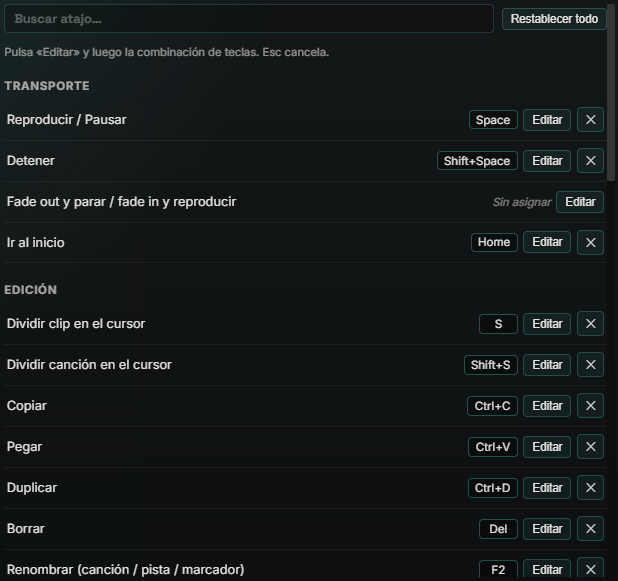 Buscar atajo... Restablecer todo
Pulsa «Editar» y luego la combinación de teclas. Esc cancela.
TRANSPORTE
Reproducir / Pausar Space Editar ×
Detener Shift+Space Editar ×
Fade out y parar / fade in y reproducir Sin asignar Editar
Ir al inicio Home Editar ×
EDICIÓN
Dividir clip en el cursor S Editar ×
Dividir canción en el cursor Shift+S Editar ×
Copiar Ctrl+C Editar ×
Pegar Ctrl+V Editar ×
Duplicar Ctrl+D Editar ×
Borrar Del Editar ×
Renombrar (canción / pista / marcador) F2 Editar ×